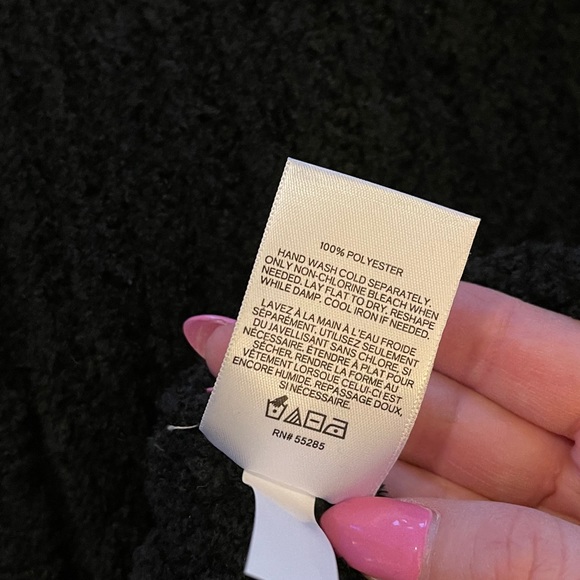 100% POLYESTER
HAND WASH COLD SEPARATELY.
ONLY NON-CHLORINE BLEACH WHEN
NEEDED. LAY FLAT TO DRY. RESHAPE
WHILE DAMP. COOL IRON IF NEEDED.
LAVEZ À LA MAIN À L'EAU FROIDE
SÉPARÉMENT. UTILISEZ SEULEMENT
DU JAVELLISANT SANS CHLORE, SI
NÉCESSAIRE. ÉTENDRE À PLAT POUR
SÉCHER. RENDRE LA FORME AU
VÊTEMENT LORSQUE CELUI-CI EST
ENCORE HUMIDE. REPASSAGE DOUX,
SI NÉCESSAIRE.
RN# 55285